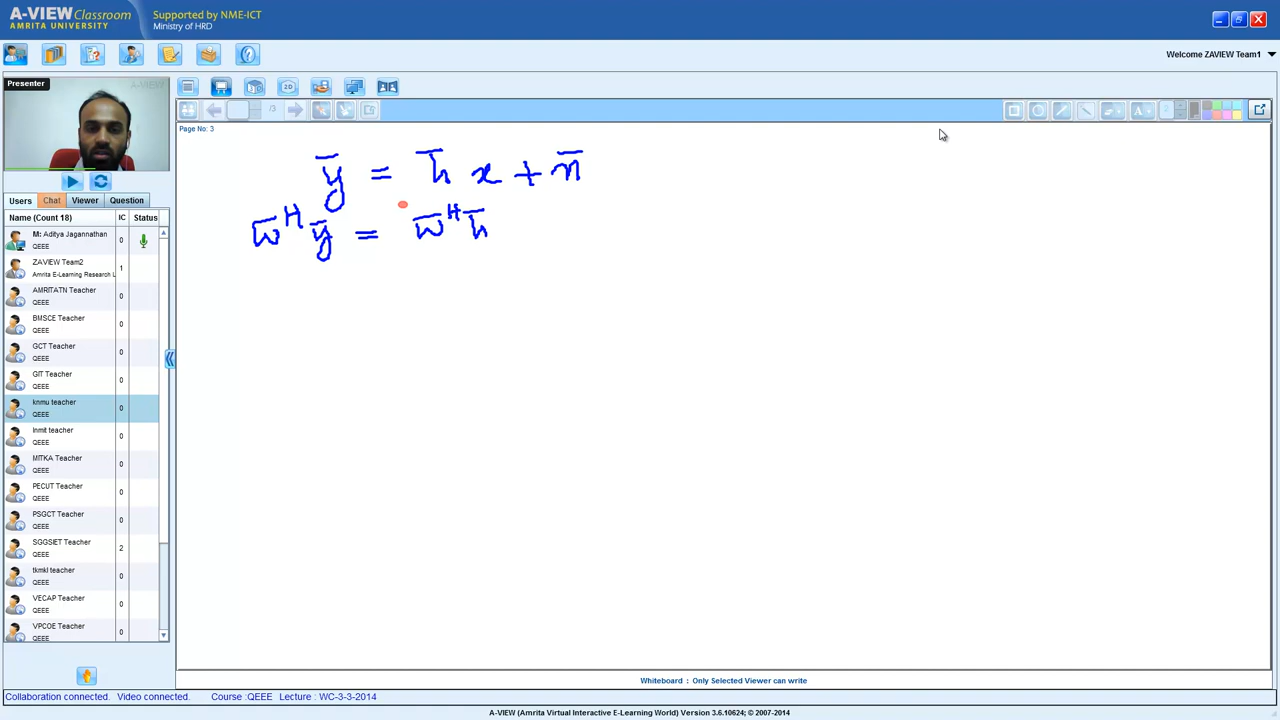 A-VIEW Classroom
AMRITA UNIVERSITY
Supported by NME-ICT
Ministry of HRD
Welcome ZAVIEW Team1
Presenter
A-VIEW
/3
2D
A
2
Page No: 3
Users Chat Viewer Question
Name (Count 18) IC Status
M: Aditya Jagannathan 0
QEEE
ZAVIEW Team2 1
Amrita E-Learning Research L
AMRITATN Teacher 0
QEEE
BMSCE Teacher 0
QEEE
GCT Teacher 0
QEEE
GIT Teacher 0
QEEE
knmu teacher 0
QEEE
lnmit teacher 0
QEEE
MITKA Teacher 0
QEEE
PECUT Teacher 0
QEEE
PSGCT Teacher 0
QEEE
SGGSIET Teacher 2
QEEE
tkmkl teacher 0
QEEE
VECAP Teacher 0
QEEE
VPCOE Teacher 0
QEEE
y̅ = h̅ x + n̅
w̅ᴴ y̅ = w̅ᴴ h̅
Whiteboard : Only Selected Viewer can write
Collaboration connected. Video connected. Course :QEEE Lecture : WC-3-3-2014
A-VIEW (Amrita Virtual Interactive E-Learning World) Version 3.6.10624; © 2007-2014